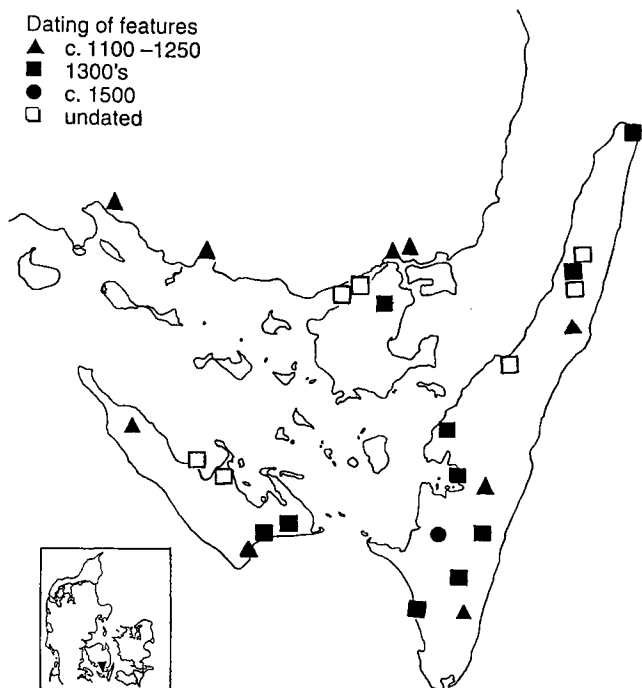 Dating of features
c. 1100 – 1250
1300's
c. 1500
undated